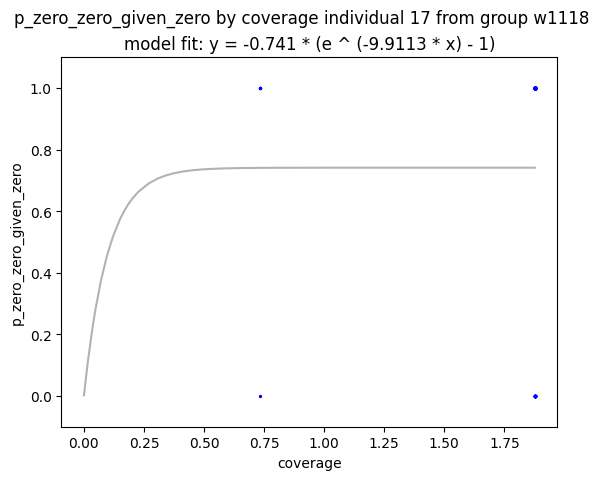 p_zero_zero_given_zero by coverage individual 17 from group w1118
model fit: y = -0.741 * (e ^ (-9.9113 * x) - 1)
p_zero_zero_given_zero
1.0
0.8
0.6
0.4
0.2
0.0
0.00 0.25 0.50 0.75 1.00 1.25 1.50 1.75
coverage